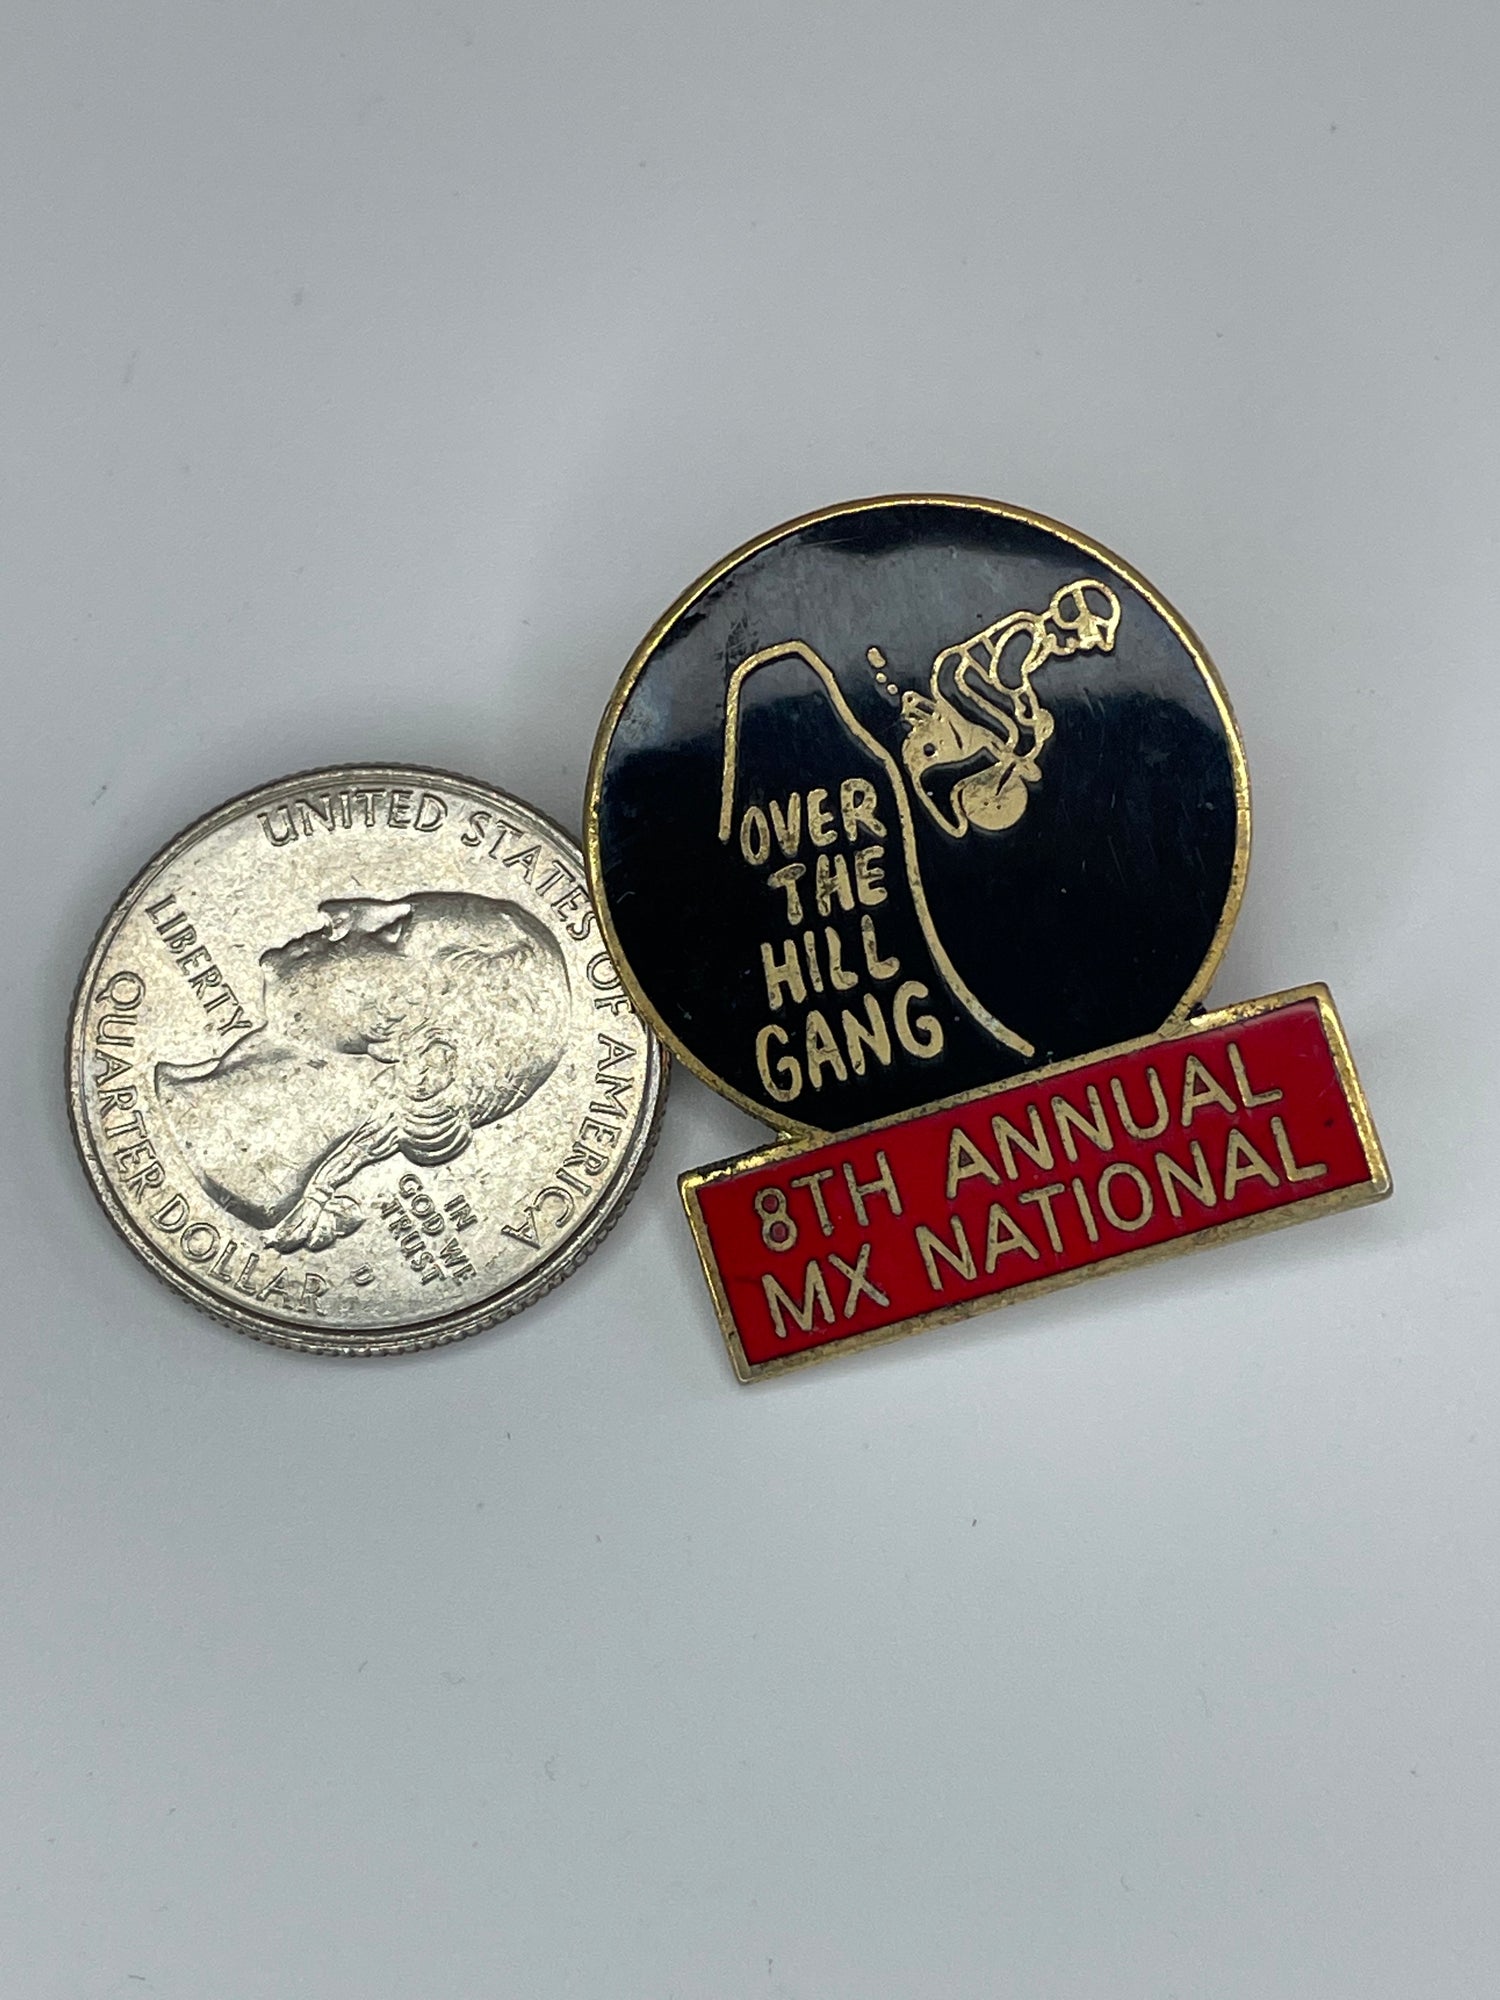 UNITED STATES OF AMERICA
LIBERTY
IN
GOD WE
TRUST
D
QUARTER DOLLAR
OVER
THE
HILL
GANG
8TH ANNUAL
MX NATIONAL